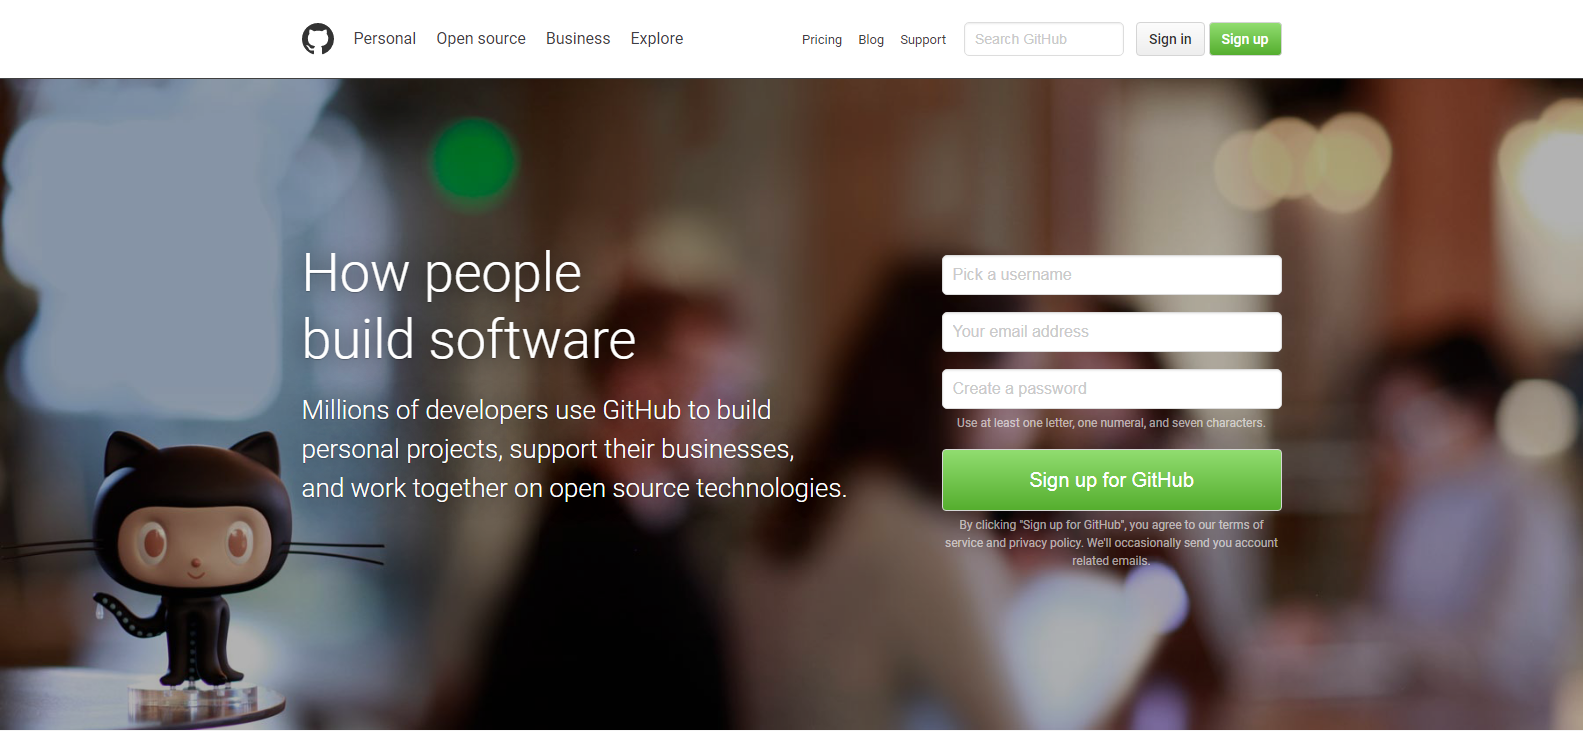 Personal Open source Business Explore Pricing Blog Support Search GitHub Sign in Sign up
How people
build software
Millions of developers use GitHub to build
personal projects, support their businesses,
and work together on open source technologies.
Pick a username
Your email address
Create a password
Use at least one letter, one numeral, and seven characters.
Sign up for GitHub
By clicking "Sign up for GitHub", you agree to our terms of
service and privacy policy. We'll occasionally send you account
related emails.